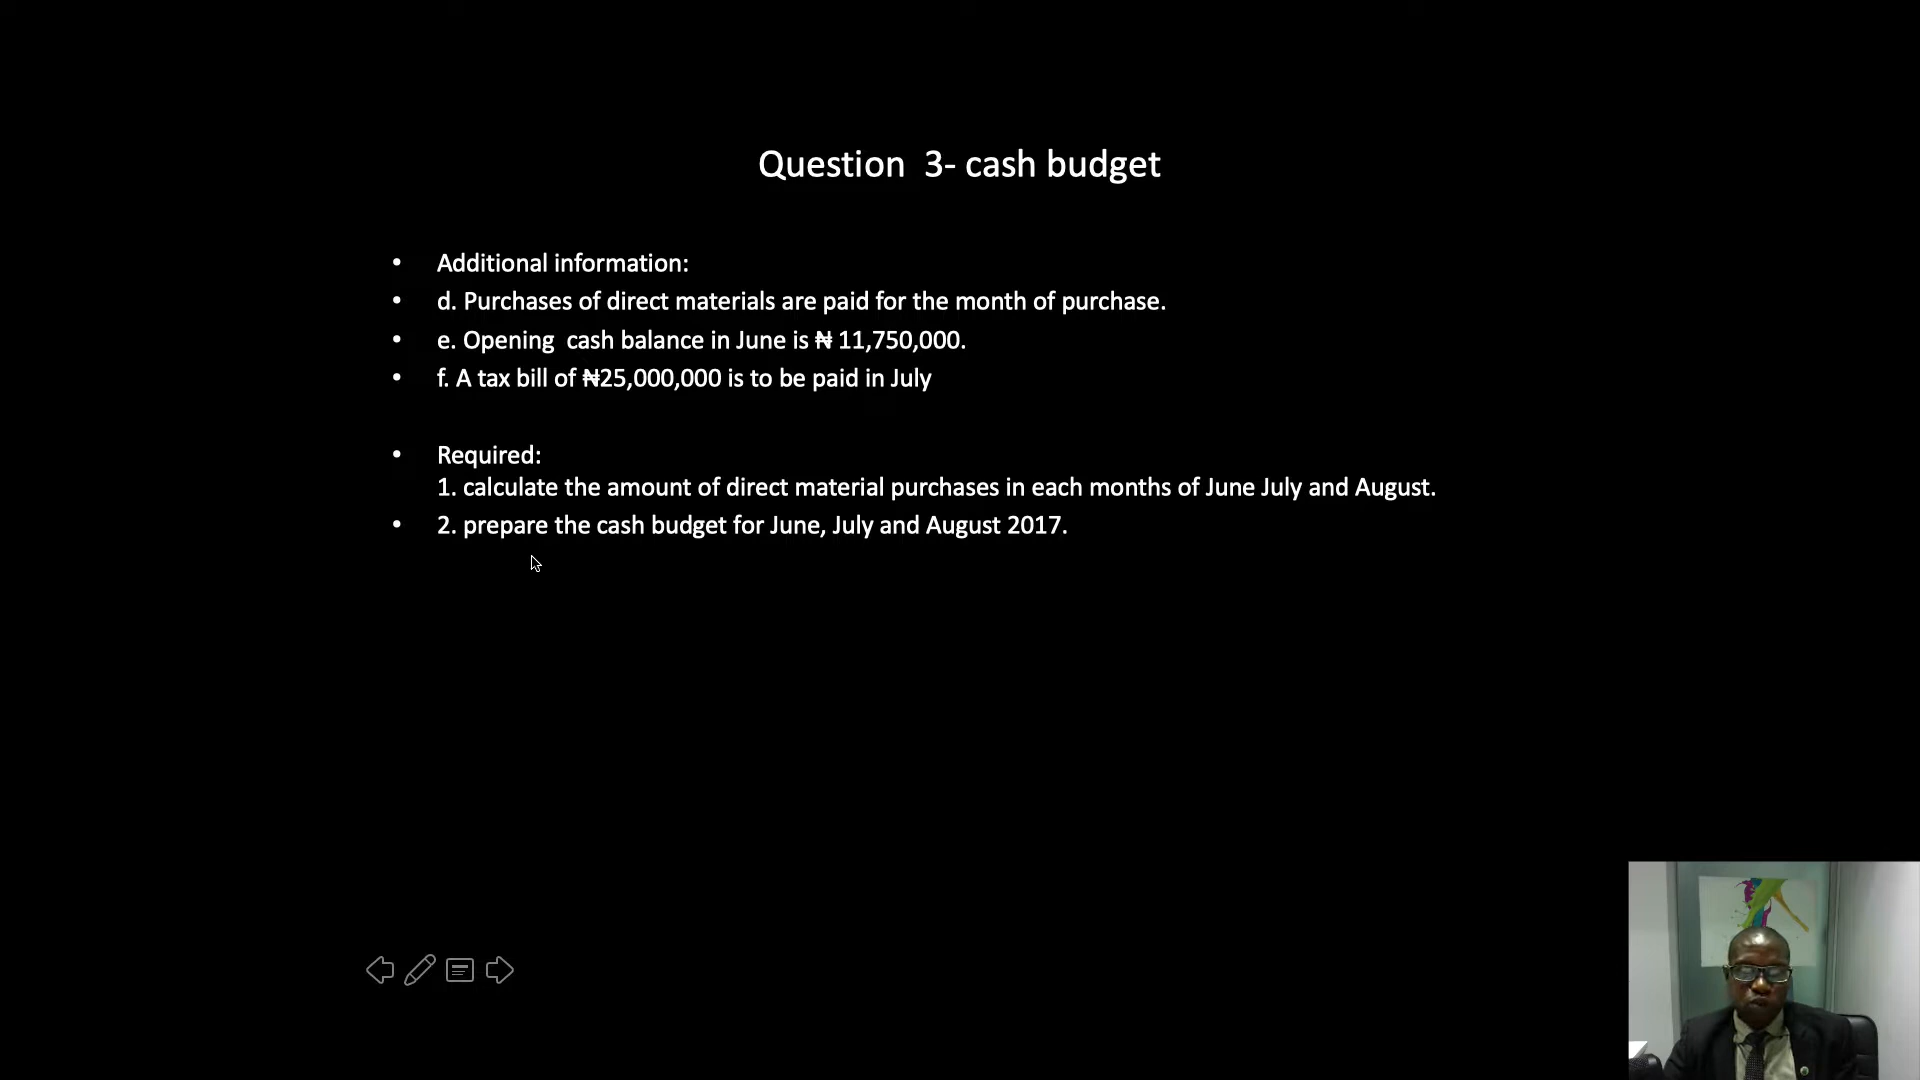 Question  3- cash budget
• Additional information:
• d. Purchases of direct materials are paid for the month of purchase.
• e. Opening  cash balance in June is ₦ 11,750,000.
• f. A tax bill of ₦25,000,000 is to be paid in July
• Required:
1. calculate the amount of direct material purchases in each months of June July and August.
• 2. prepare the cash budget for June, July and August 2017.